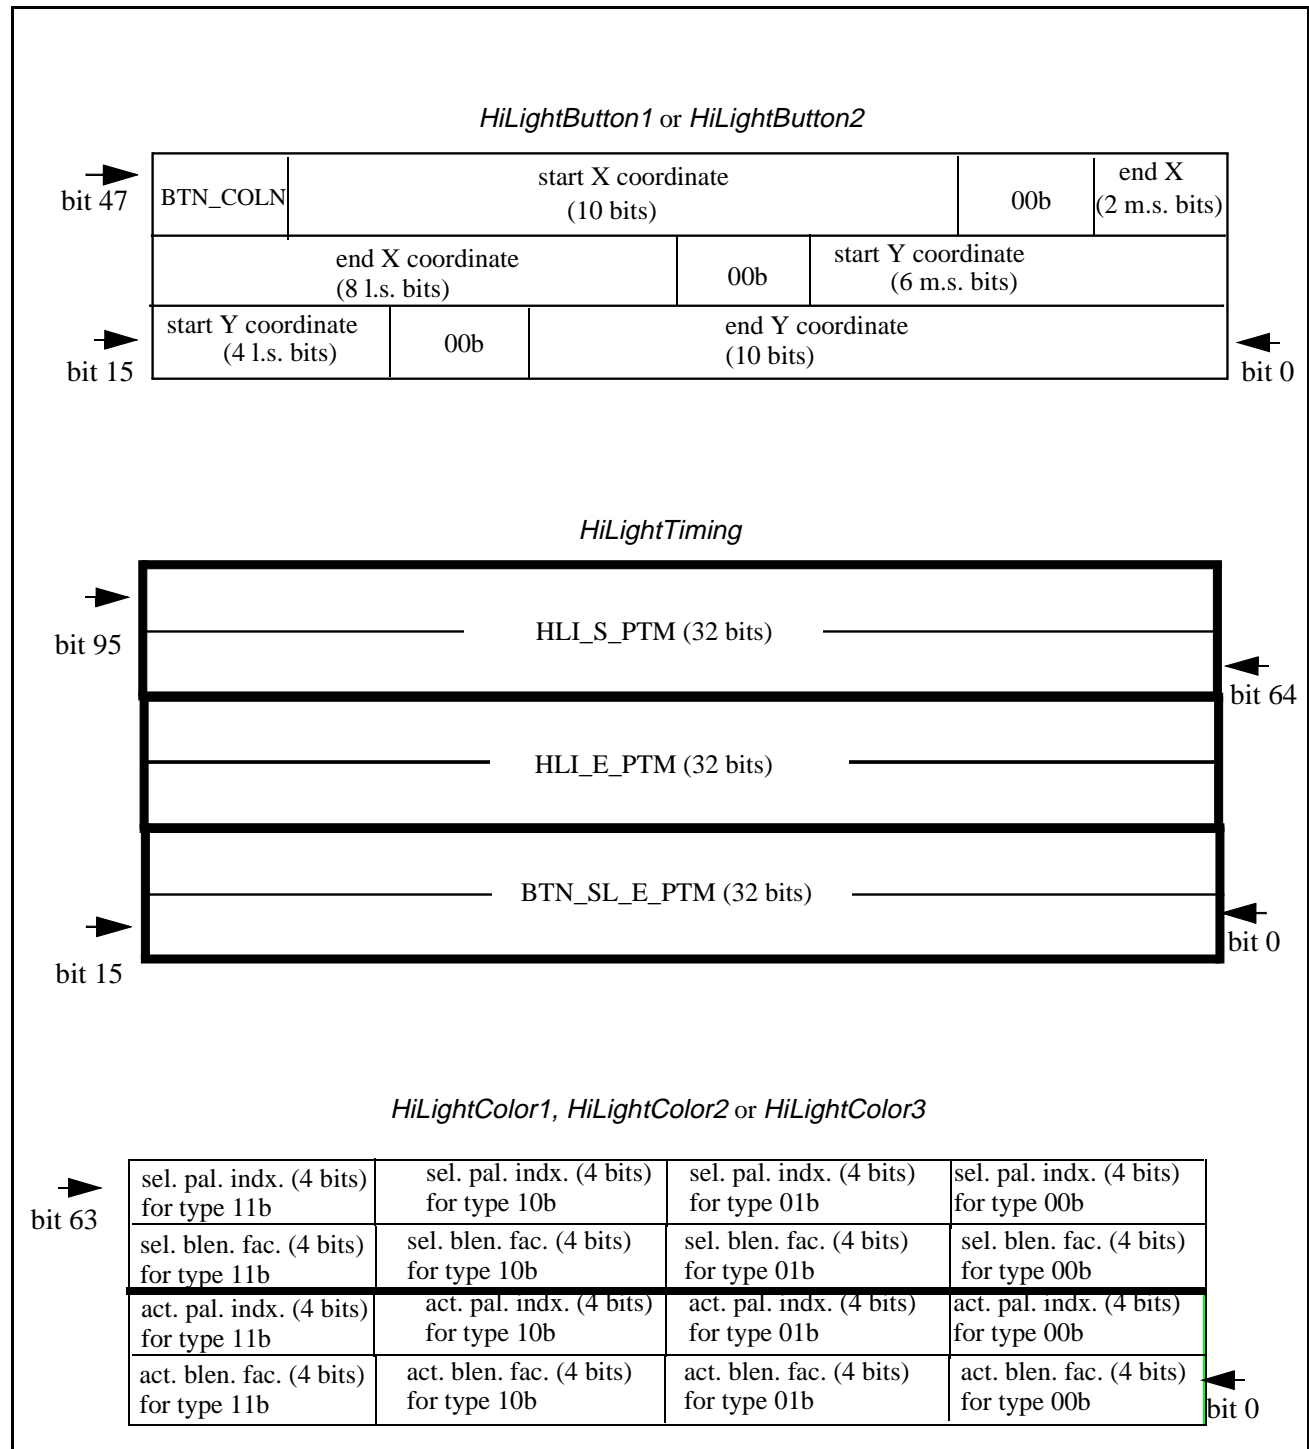 HiLightButton1 or HiLightButton2
bit 47
BTN_COLN
start X coordinate
(10 bits)
00b
end X
(2 m.s. bits)
end X coordinate
(8 l.s. bits)
00b
start Y coordinate
(6 m.s. bits)
start Y coordinate
(4 l.s. bits)
00b
end Y coordinate
(10 bits)
bit 15
bit 0
HiLightTiming
bit 95
HLI_S_PTM (32 bits)
bit 64
HLI_E_PTM (32 bits)
BTN_SL_E_PTM (32 bits)
bit 15
bit 0
HiLightColor1, HiLightColor2 or HiLightColor3
bit 63
sel. pal. indx. (4 bits)
for type 11b
sel. pal. indx. (4 bits)
for type 10b
sel. pal. indx. (4 bits)
for type 01b
sel. pal. indx. (4 bits)
for type 00b
sel. blen. fac. (4 bits)
for type 11b
sel. blen. fac. (4 bits)
for type 10b
sel. blen. fac. (4 bits)
for type 01b
sel. blen. fac. (4 bits)
for type 00b
act. pal. indx. (4 bits)
for type 11b
act. pal. indx. (4 bits)
for type 10b
act. pal. indx. (4 bits)
for type 01b
act. pal. indx. (4 bits)
for type 00b
act. blen. fac. (4 bits)
for type 11b
act. blen. fac. (4 bits)
for type 10b
act. blen. fac. (4 bits)
for type 01b
act. blen. fac. (4 bits)
for type 00b
bit 0